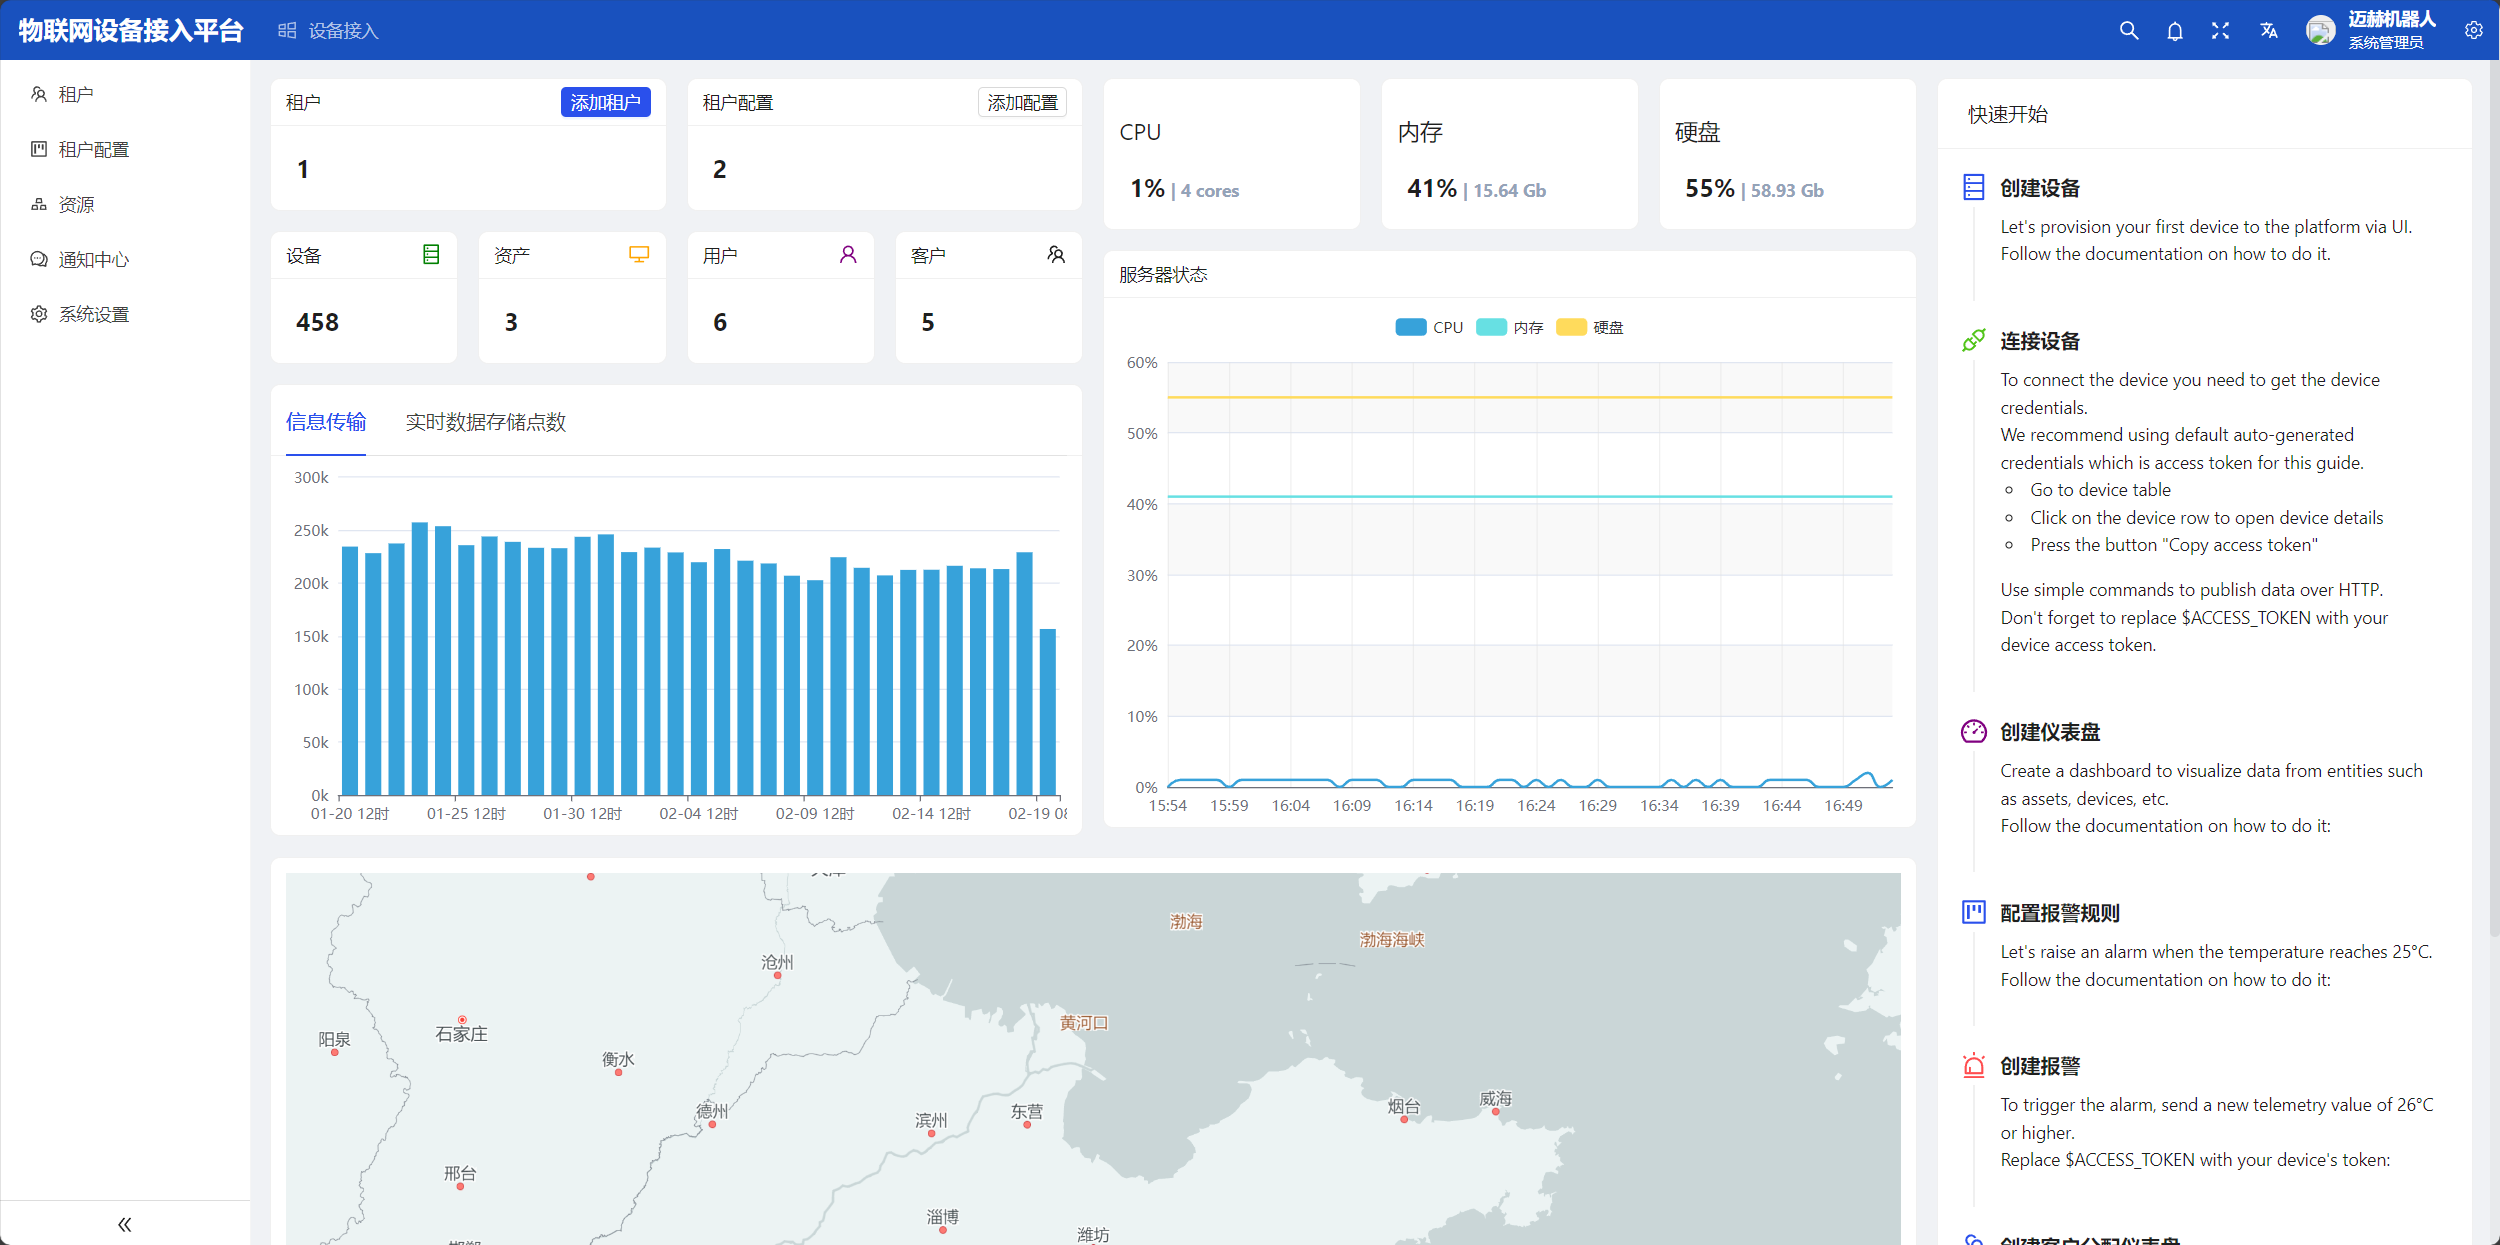 物联网设备接入平台
设备接入
迈赫机器人
系统管理员
租户
租户配置
资源
通知中心
系统设置
租户
添加租户
1
租户配置
添加配置
2
设备
458
资产
3
用户
6
客户
5
CPU
1% | 4 cores
内存
41% | 15.64 Gb
硬盘
55% | 58.93 Gb
信息传输
实时数据存储点数
300k
250k
200k
150k
100k
50k
0k
01-20 12时
01-25 12时
01-30 12时
02-04 12时
02-09 12时
02-14 12时
02-19 08
服务器状态
CPU
内存
硬盘
60%
50%
40%
30%
20%
10%
0%
15:54
15:59
16:04
16:09
16:14
16:19
16:24
16:29
16:34
16:39
16:44
16:49
渤海
渤海海峡
沧州
黄河口
阳泉
石家庄
衡水
德州
滨州
东营
烟台
威海
邢台
淄博
潍坊
快速开始
创建设备
Let's provision your first device to the platform via UI.
Follow the documentation on how to do it.
连接设备
To connect the device you need to get the device
credentials.
We recommend using default auto-generated
credentials which is access token for this guide.
Go to device table
Click on the device row to open device details
Press the button "Copy access token"
Use simple commands to publish data over HTTP.
Don't forget to replace $ACCESS_TOKEN with your
device access token.
创建仪表盘
Create a dashboard to visualize data from entities such
as assets, devices, etc.
Follow the documentation on how to do it:
配置报警规则
Let's raise an alarm when the temperature reaches 25°C.
Follow the documentation on how to do it:
创建报警
To trigger the alarm, send a new telemetry value of 26°C
or higher.
Replace $ACCESS_TOKEN with your device's token:
创建客户分配仪表盘